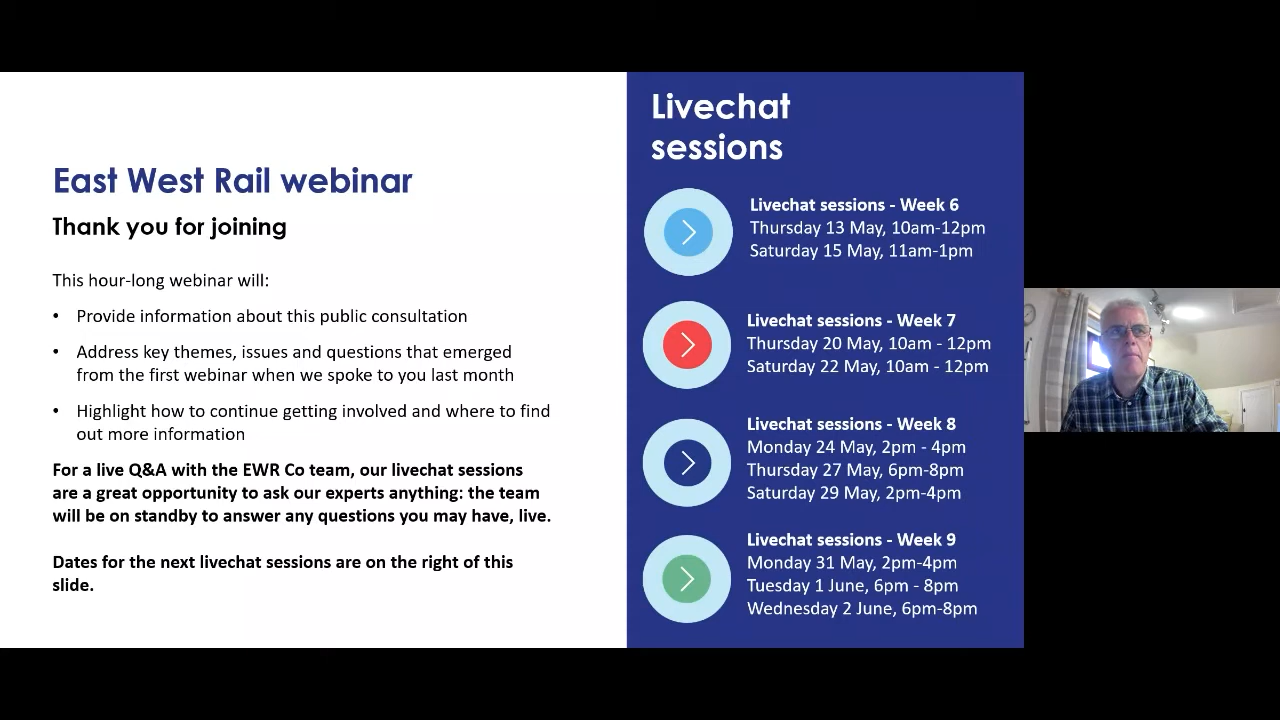 East West Rail webinar
Thank you for joining
This hour-long webinar will:
• Provide information about this public consultation
• Address key themes, issues and questions that emerged
from the first webinar when we spoke to you last month
• Highlight how to continue getting involved and where to find
out more information
For a live Q&A with the EWR Co team, our livechat sessions
are a great opportunity to ask our experts anything: the team
will be on standby to answer any questions you may have, live.
Dates for the next livechat sessions are on the right of this
slide.
Livechat
sessions
Livechat sessions - Week 6
Thursday 13 May, 10am-12pm
Saturday 15 May, 11am-1pm
Livechat sessions - Week 7
Thursday 20 May, 10am - 12pm
Saturday 22 May, 10am - 12pm
Livechat sessions - Week 8
Monday 24 May, 2pm - 4pm
Thursday 27 May, 6pm-8pm
Saturday 29 May, 2pm-4pm
Livechat sessions - Week 9
Monday 31 May, 2pm-4pm
Tuesday 1 June, 6pm - 8pm
Wednesday 2 June, 6pm-8pm